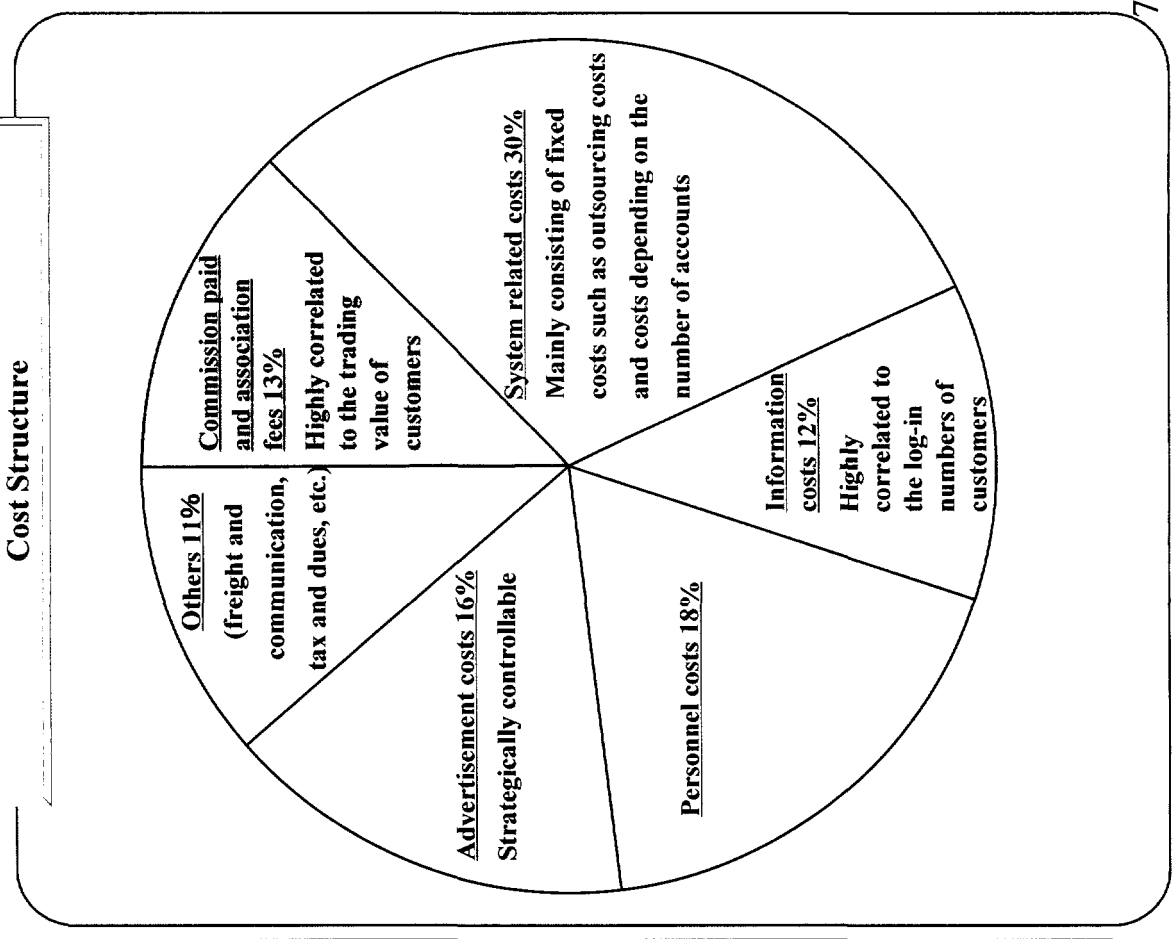 Cost Structure
Commission paid
and association
fees 13%
Highly correlated
to the trading
value of
customers
System related costs 30%
Mainly consisting of fixed
costs such as outsourcing costs
and costs depending on the
number of accounts
Information
costs 12%
Highly
correlated to
the log-in
numbers of
customers
Personnel costs 18%
Advertisement costs 16%
Strategically controllable
Others 11%
(freight and
communication,
tax and dues, etc.)
7